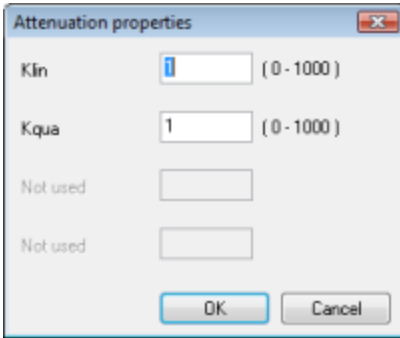 Attenuation properties
Klin 1 ( 0 - 1000 )
Kqua 1 ( 0 - 1000 )
Not used
Not used
OK Cancel